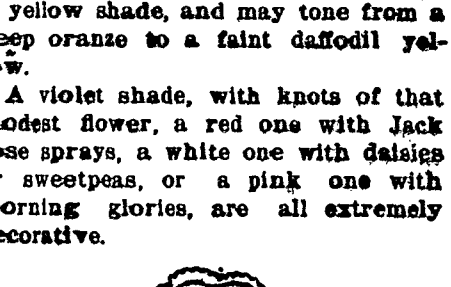 yellow shade, and may tone from a
eep oranze to a faint daffodil yel-
ow.
A violet shade, with knots of that
odest flower, a red one with Jack
ose sprays, a white one with daisies
sweetpeas, or a pink one with
orning glories, are all extremely
ecorative.